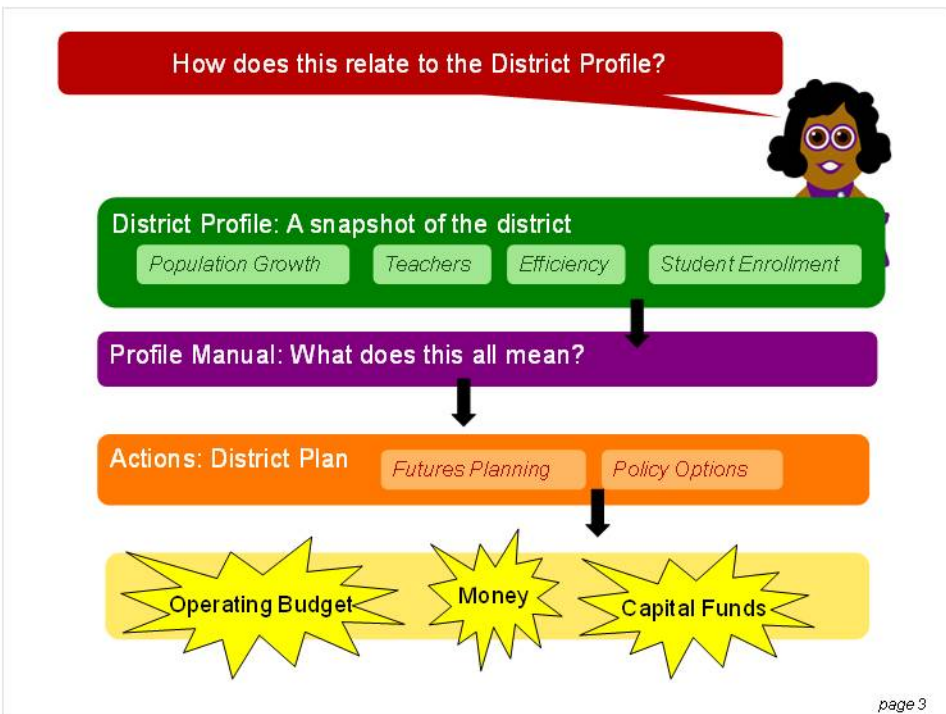 How does this relate to the District Profile?
District Profile: A snapshot of the district
Population Growth
Teachers
Efficiency
Student Enrollment
Profile Manual: What does this all mean?
Actions: District Plan
Futures Planning
Policy Options
Operating Budget
Money
Capital Funds
page 3